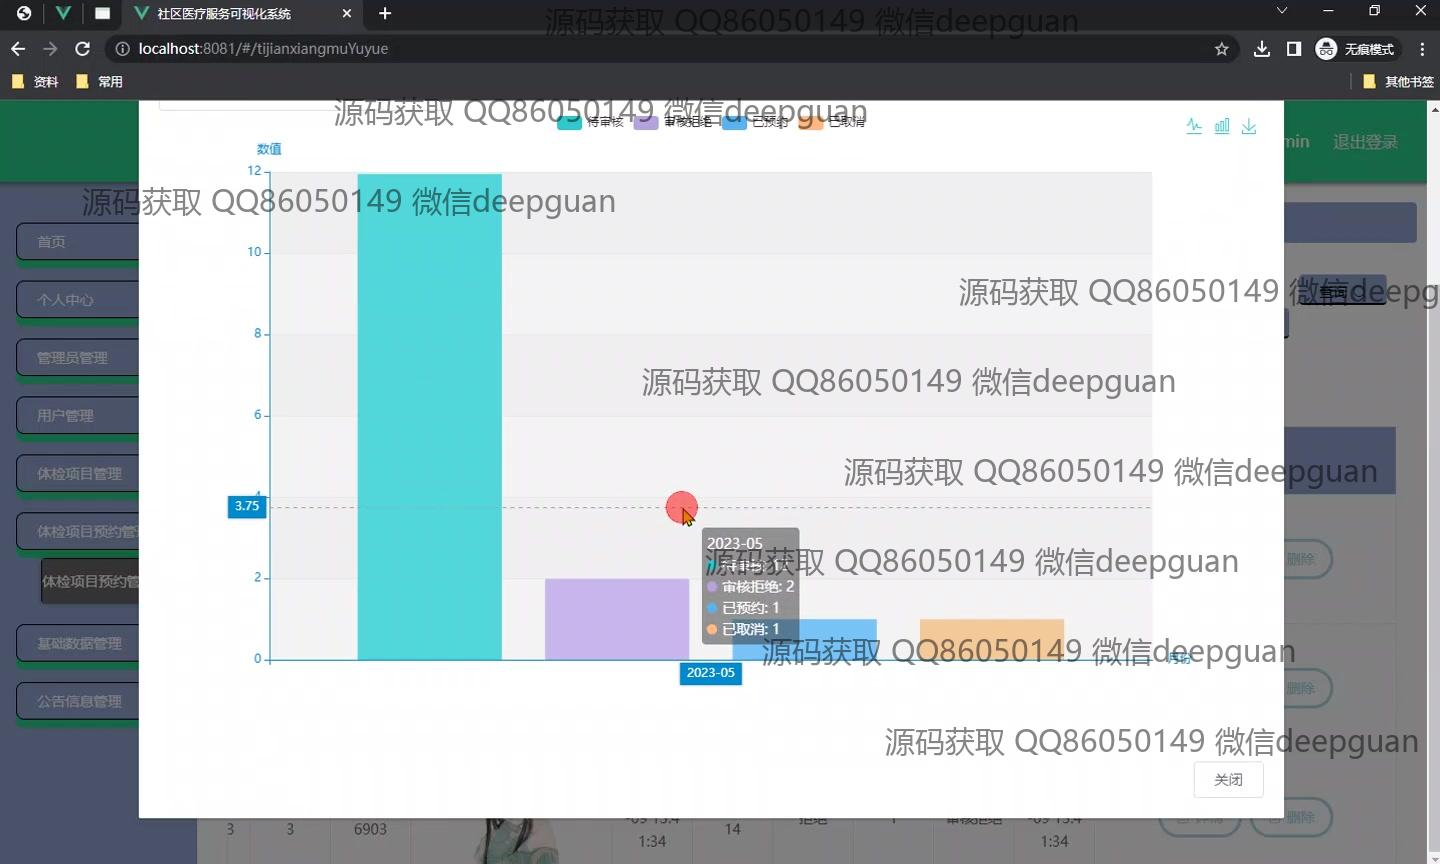 社区医疗服务可视化系统
localhost:8081/#/tijianxiangmuYuyue
无痕模式
资料
常用
其他书签
源码获取 QQ86050149 微信deepguan
源码获取 QQ86050149 微信deepguan
待审核
审核拒绝
已预约
已取消
min
退出登录
数值
12
源码获取 QQ86050149 微信deepguan
首页
10
源码获取 QQ86050149 微信deepg
查询
个人中心
8
管理员管理
源码获取 QQ86050149 微信deepguan
用户管理
6
体检项目管理
源码获取 QQ86050149 微信deepguan
4
3.75
体检项目预约管
2023-05
源码获取 QQ86050149 微信deepguan
审核拒绝: 2
已预约: 1
已取消: 1
删除
体检项目预约管
2
基础数据管理
0
源码获取 QQ86050149 微信deepguan
月份
2023-05
删除
公告信息管理
源码获取 QQ86050149 微信deepguan
关闭
3
3
6903
1:34
14
拒绝
1
审核拒绝
1:34
详情
删除